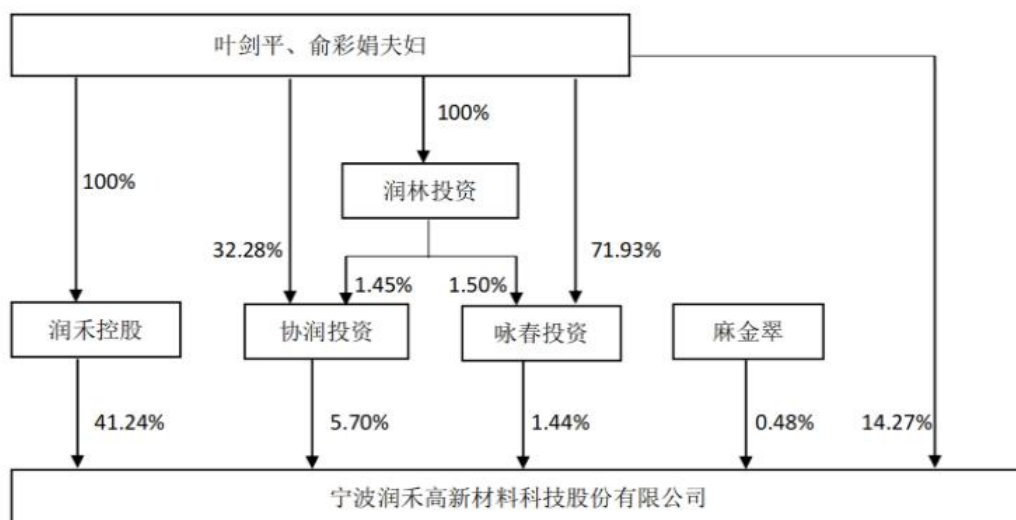 叶剑平、俞彩娟夫妇
100%
100%
润林投资
32.28%
71.93%
1.45%
1.50%
润禾控股
协润投资
咏春投资
麻金翠
41.24%
5.70%
1.44%
0.48%
14.27%
宁波润禾高新材料科技股份有限公司